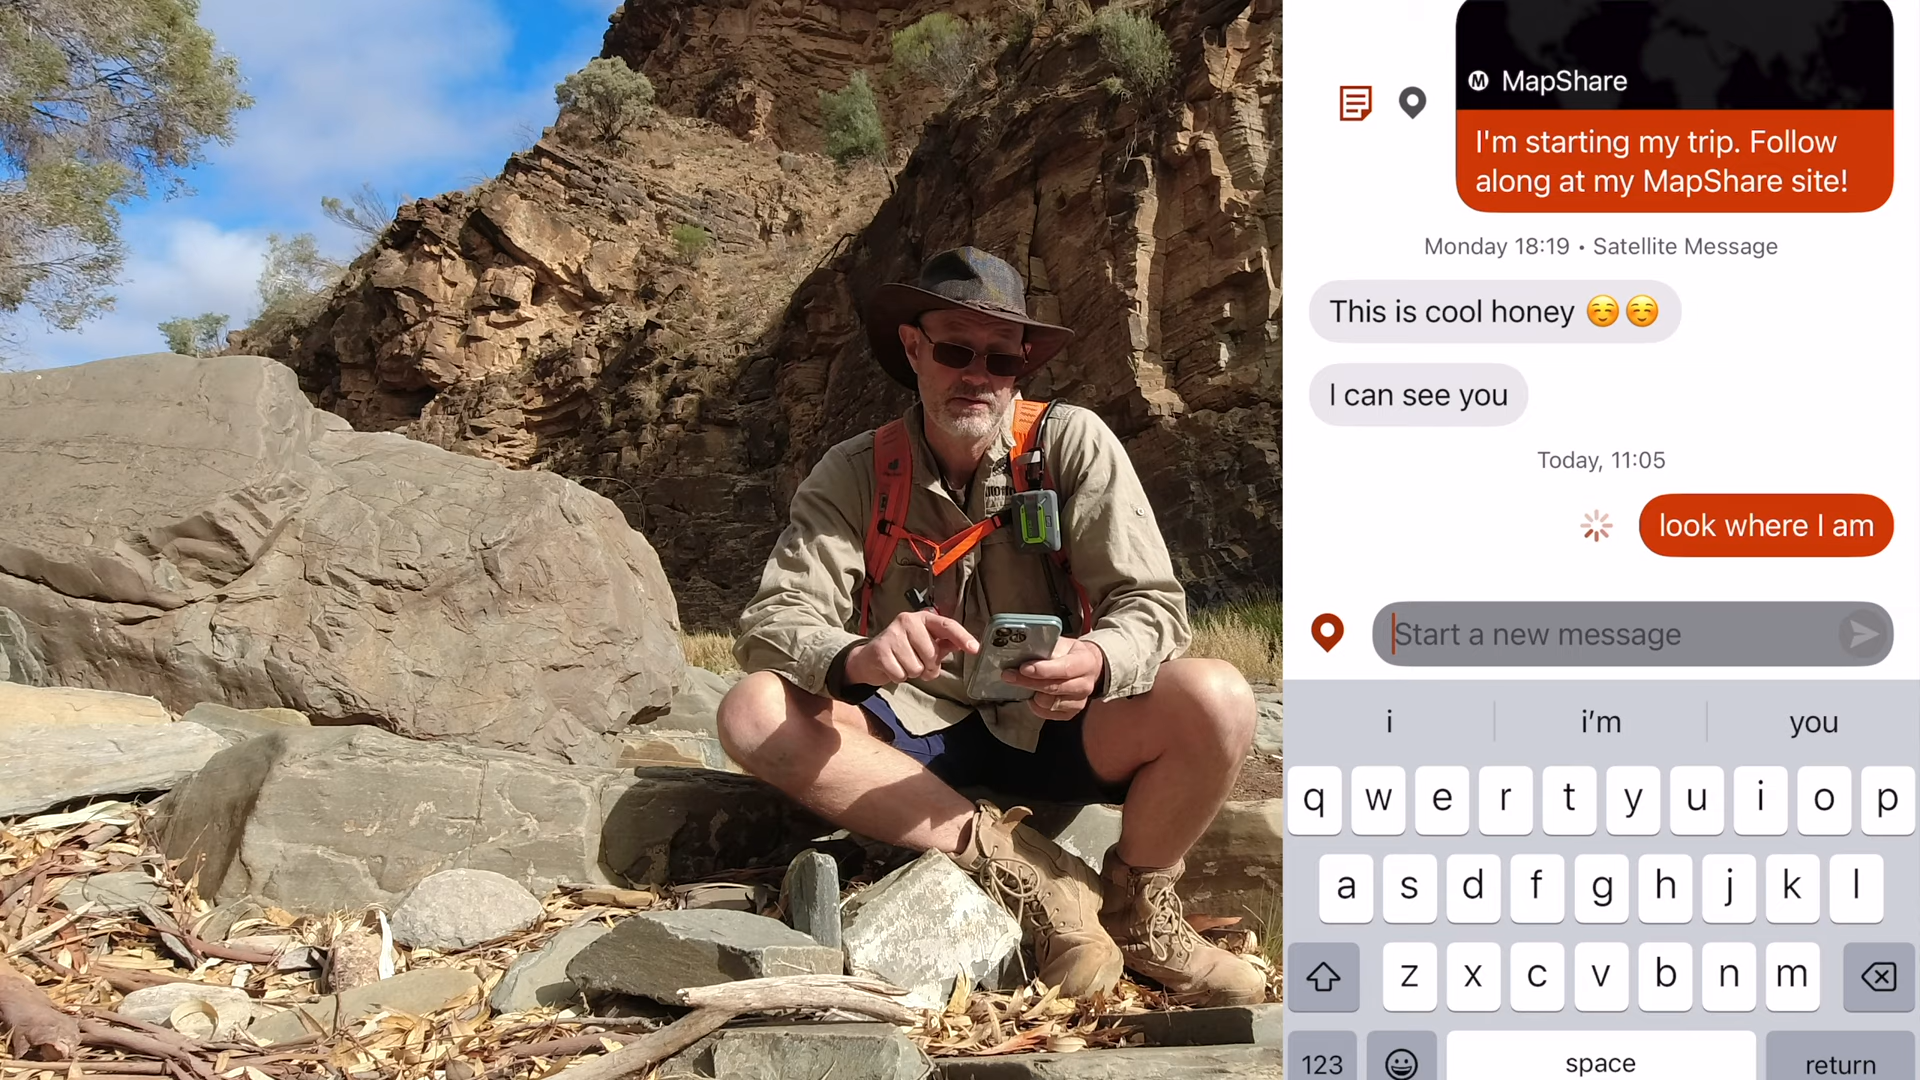 MapShare
I'm starting my trip. Follow
along at my MapShare site!
Monday 18:19 • Satellite Message
This is cool honey ☺️☺️
I can see you
Today, 11:05
look where I am
Start a new message
i i’m you
q w e r t y u i o p
a s d f g h j k l
z x c v b n m
123 space return